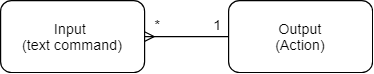 Input
(text command)
*
1
Output
(Action)